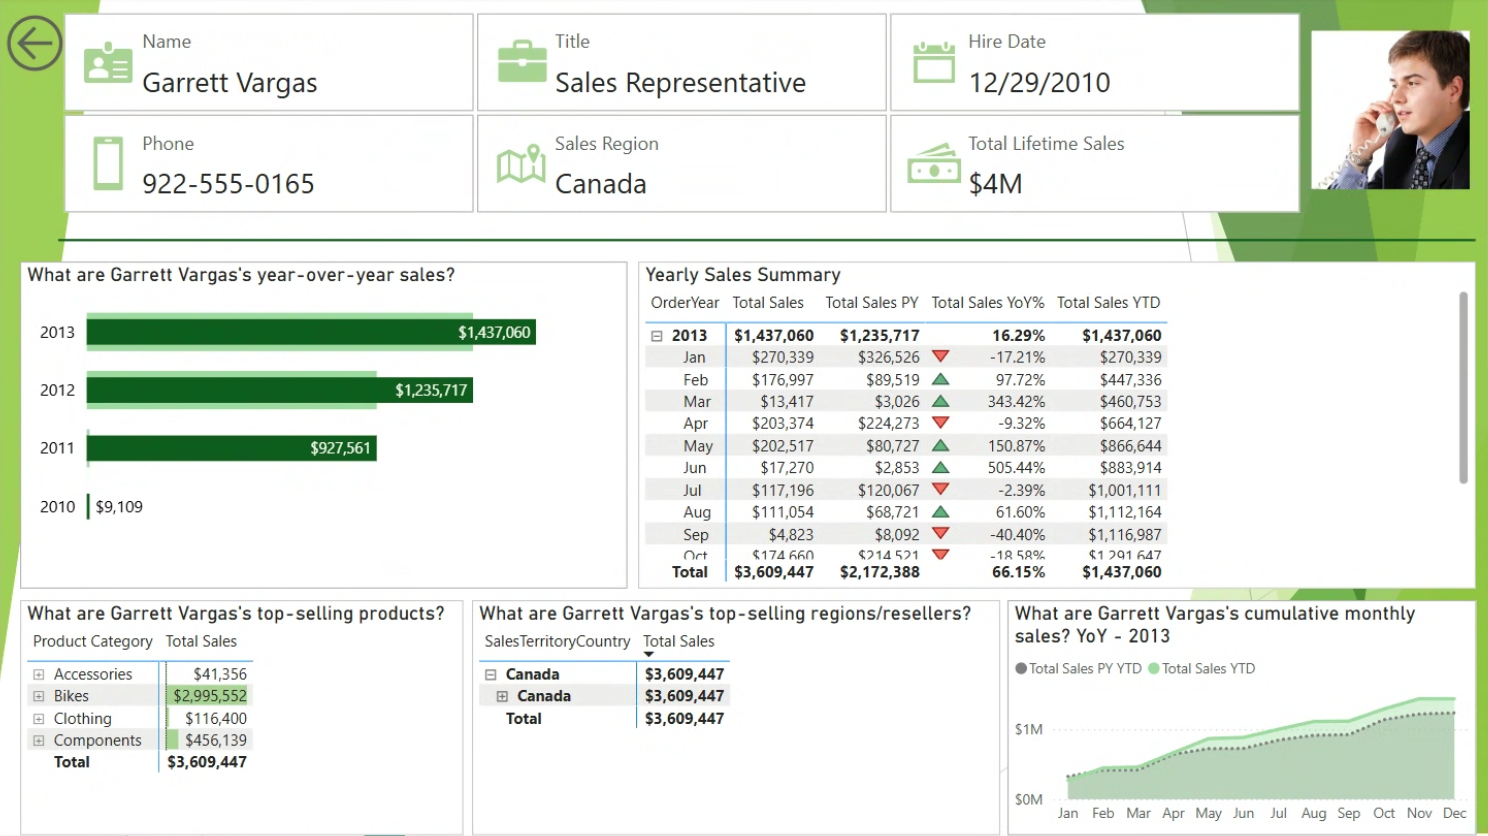 Name
Garrett Vargas
Title
Sales Representative
Hire Date
12/29/2010
Phone
922-555-0165
Sales Region
Canada
Total Lifetime Sales
$4M
What are Garrett Vargas's year-over-year sales?
2013 $1,437,060
2012 $1,235,717
2011 $927,561
2010 $9,109
Yearly Sales Summary
OrderYear Total Sales Total Sales PY Total Sales YoY% Total Sales YTD
2013 $1,437,060 $1,235,717 16.29% $1,437,060
Jan $270,339 $326,526 -17.21% $270,339
Feb $176,997 $89,519 97.72% $447,336
Mar $13,417 $3,026 343.42% $460,753
Apr $203,374 $224,273 -9.32% $664,127
May $202,517 $80,727 150.87% $866,644
Jun $17,270 $2,853 505.44% $883,914
Jul $117,196 $120,067 -2.39% $1,001,111
Aug $111,054 $68,721 61.60% $1,112,164
Sep $4,823 $8,092 -40.40% $1,116,987
Oct $174,660 $214,521 -18.58% $1,291,647
Total $3,609,447 $2,172,388 66.15% $1,437,060
What are Garrett Vargas's top-selling products?
Product Category Total Sales
Accessories $41,356
Bikes $2,995,552
Clothing $116,400
Components $456,139
Total $3,609,447
What are Garrett Vargas's top-selling regions/resellers?
SalesTerritoryCountry Total Sales
Canada $3,609,447
Canada $3,609,447
Total $3,609,447
What are Garrett Vargas's cumulative monthly
sales? YoY - 2013
Total Sales PY YTD Total Sales YTD
$1M
$0M
Jan Feb Mar Apr May Jun Jul Aug Sep Oct Nov Dec